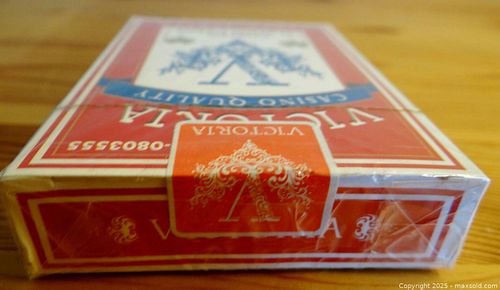 CASINO QUALITY
VICTORIA
-0803555
VICTORIA
V
Copyright 2025 - maxsold.com